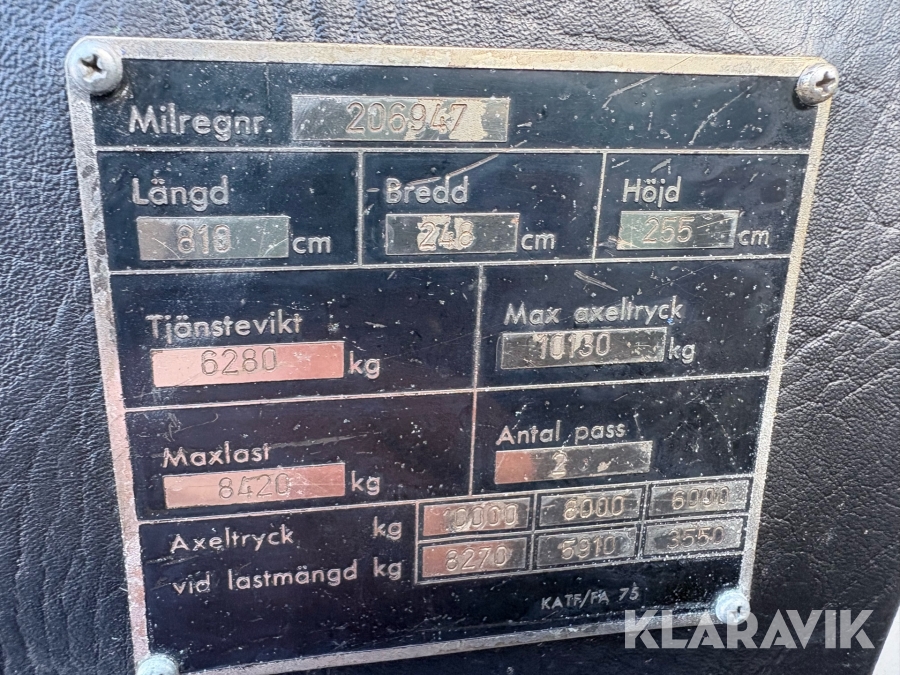 Milregnr. 206947
Längd Bredd Höjd
818 cm 248 cm 255 cm
Tjänstevikt Max axeltryck
6280 kg 10130 kg
Maxlast Antal pass
8420 kg 2
Axeltryck kg 10000 8000 6000
vid lastmängd kg 8270 5910 3550
KATF/FA 75
KLARAVIK